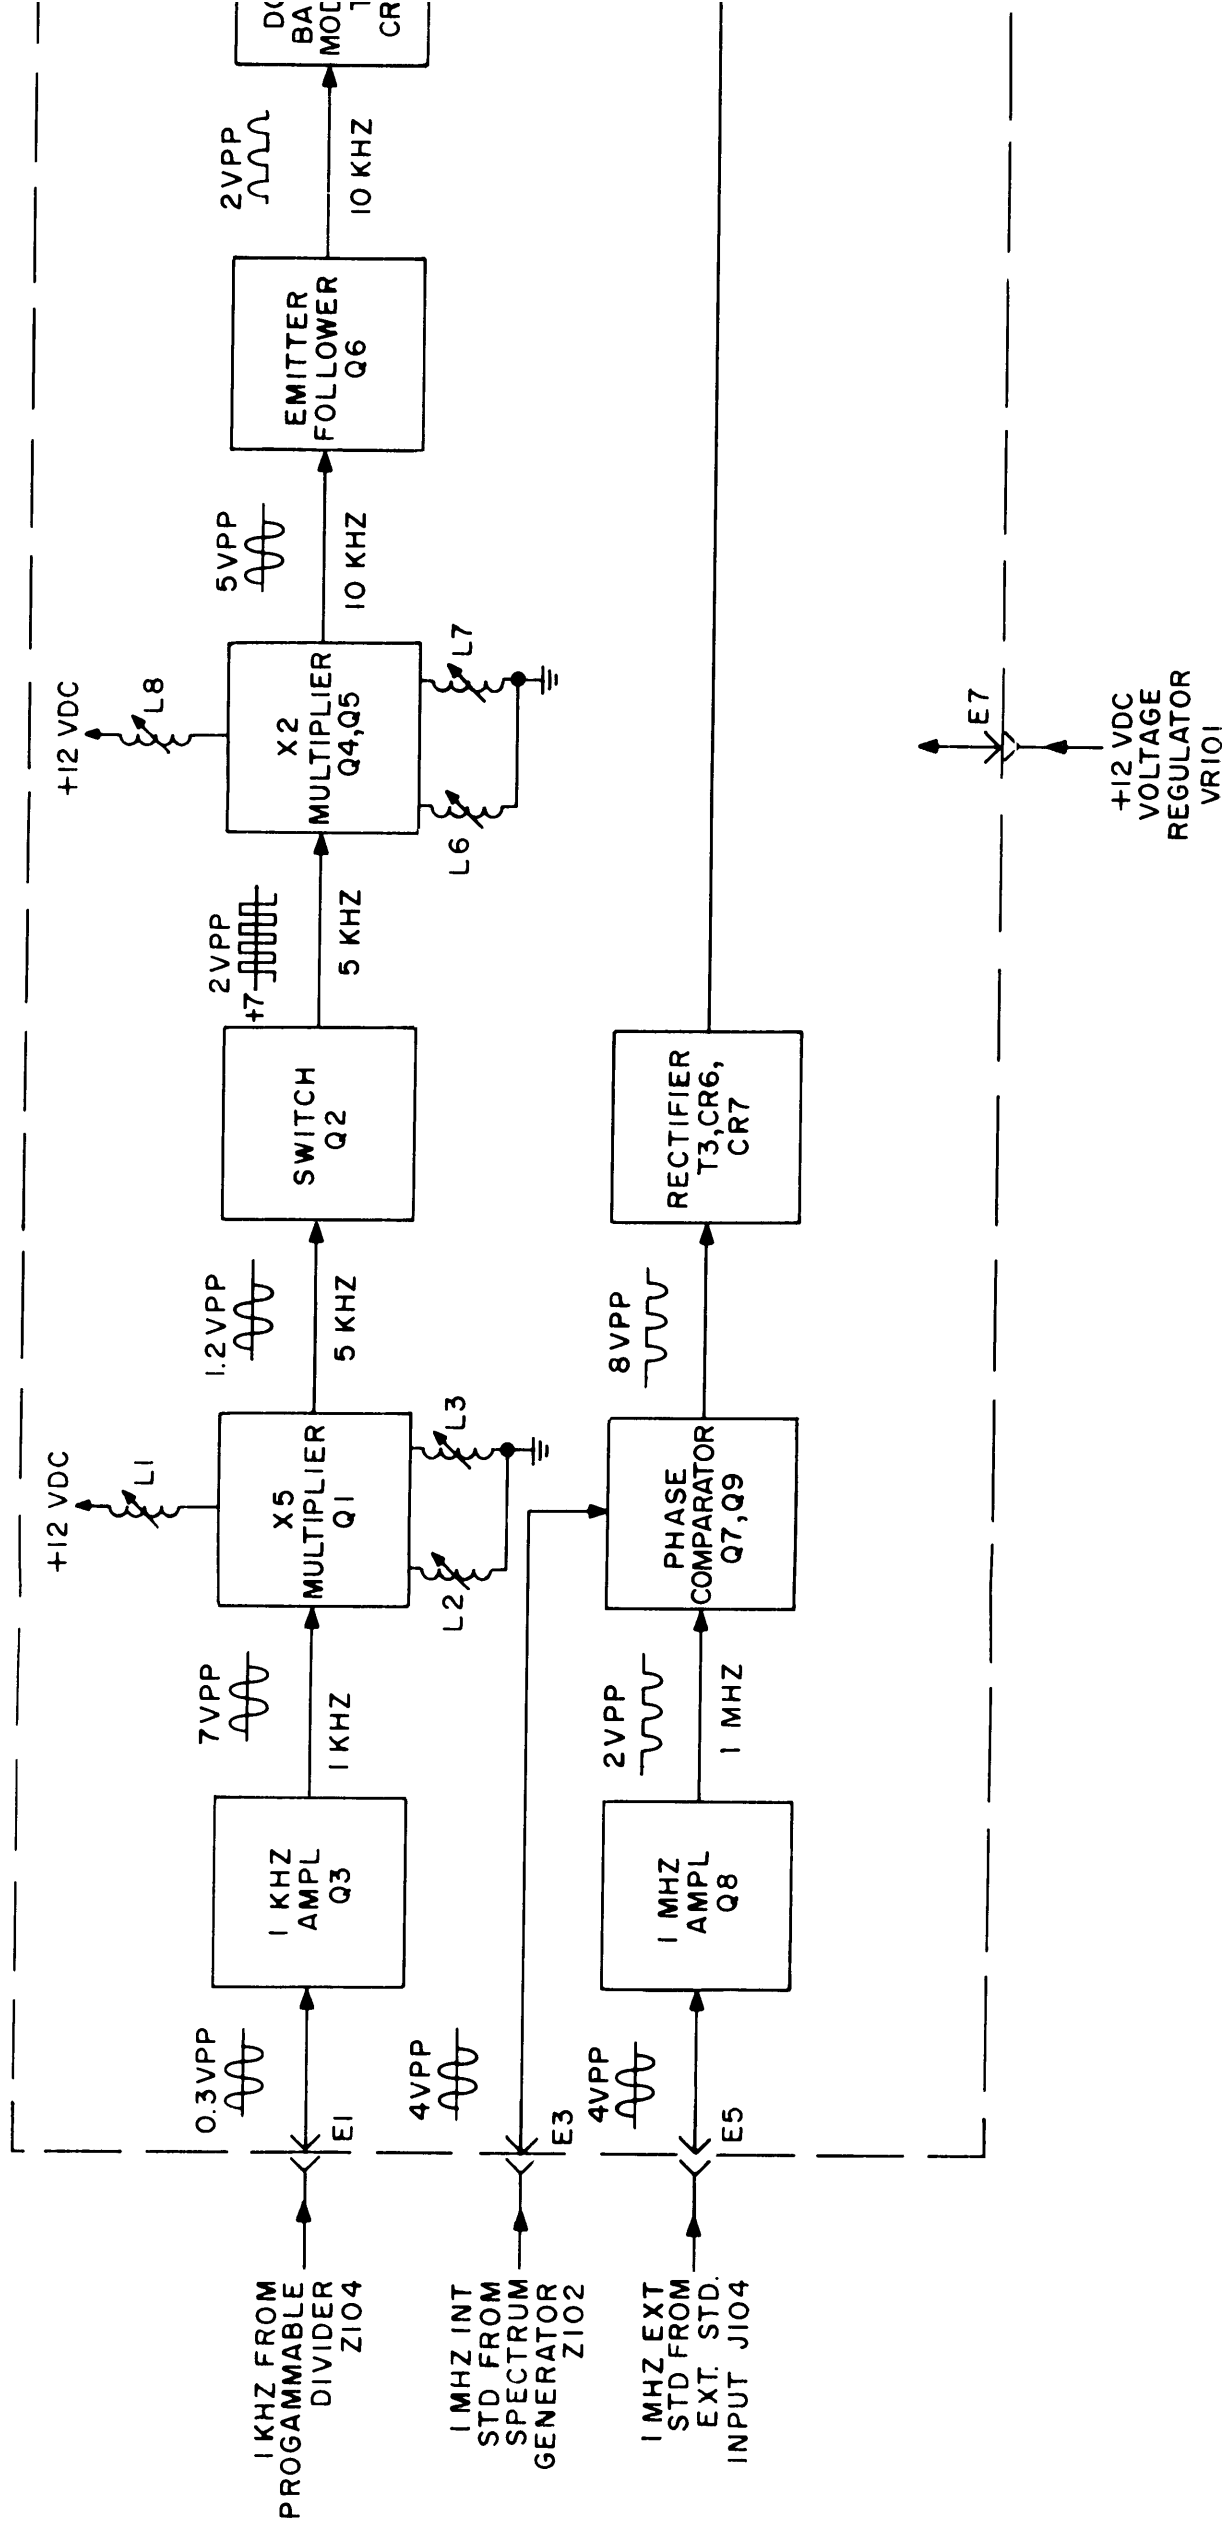 +12 VDC
L1
+12 VDC
L8
0.3VPP
7VPP
1.2VPP
2VPP
+7
5VPP
2VPP
1 KHZ FROM
PROGAMMABLE
DIVIDER
Z104
E1
1 KHZ
AMPL
Q3
1 KHZ
X5
MULTIPLIER
Q1
5 KHZ
SWITCH
Q2
5 KHZ
X2
MULTIPLIER
Q4,Q5
10 KHZ
EMITTER
FOLLOWER
Q6
10 KHZ
BA
MOD
CR
L2
L3
L6
L7
4VPP
1 MHZ INT
STD FROM
SPECTRUM
GENERATOR
Z102
E3
4VPP
2VPP
8VPP
1 MHZ EXT
STD FROM
EXT. STD.
INPUT J104
E5
1 MHZ
AMPL
Q8
1 MHZ
PHASE
COMPARATOR
Q7,Q9
RECTIFIER
T3,CR6,
CR7
E7
+12 VDC
VOLTAGE
REGULATOR
VR101